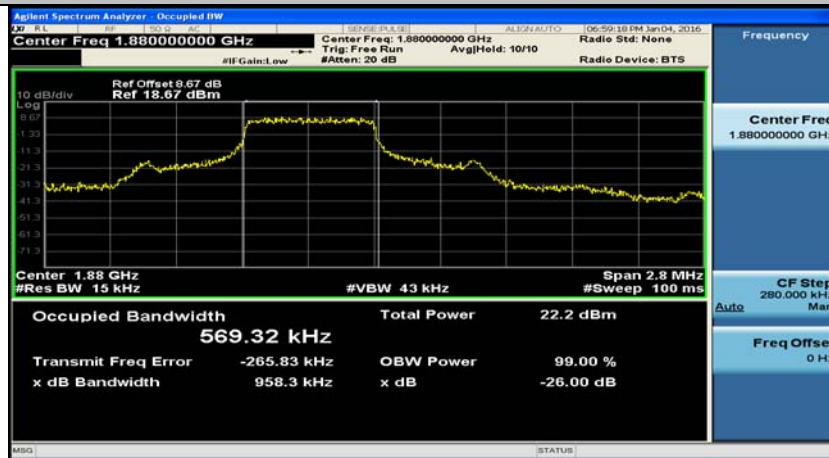 Agilent Spectrum Analyzer - Occupied BW
LXI RL RF 50 Ω AC SENSE:PULSE ALIGN AUTO 06:59:18 PM Jan 04, 2016
Center Freq 1.880000000 GHz
Center Freq: 1.880000000 GHz
Radio Std: None
Trig: Free Run Avg|Hold: 10/10
#IFGain:Low #Atten: 20 dB Radio Device: BTS
Frequency
Ref Offset 8.67 dB
10 dB/div Ref 18.67 dBm
Log
8.67
-1.33
-11.3
-21.3
-31.3
-41.3
-51.3
-61.3
-71.3
Center 1.88 GHz Span 2.8 MHz
#Res BW 15 kHz #VBW 43 kHz #Sweep 100 ms
Occupied Bandwidth Total Power 22.2 dBm
569.32 kHz
Transmit Freq Error -265.83 kHz OBW Power 99.00 %
x dB Bandwidth 958.3 kHz x dB -26.00 dB
Center Freq
1.880000000 GHz
CF Step
280.000 kHz
Auto Man
Freq Offset
0 Hz
MSG STATUS